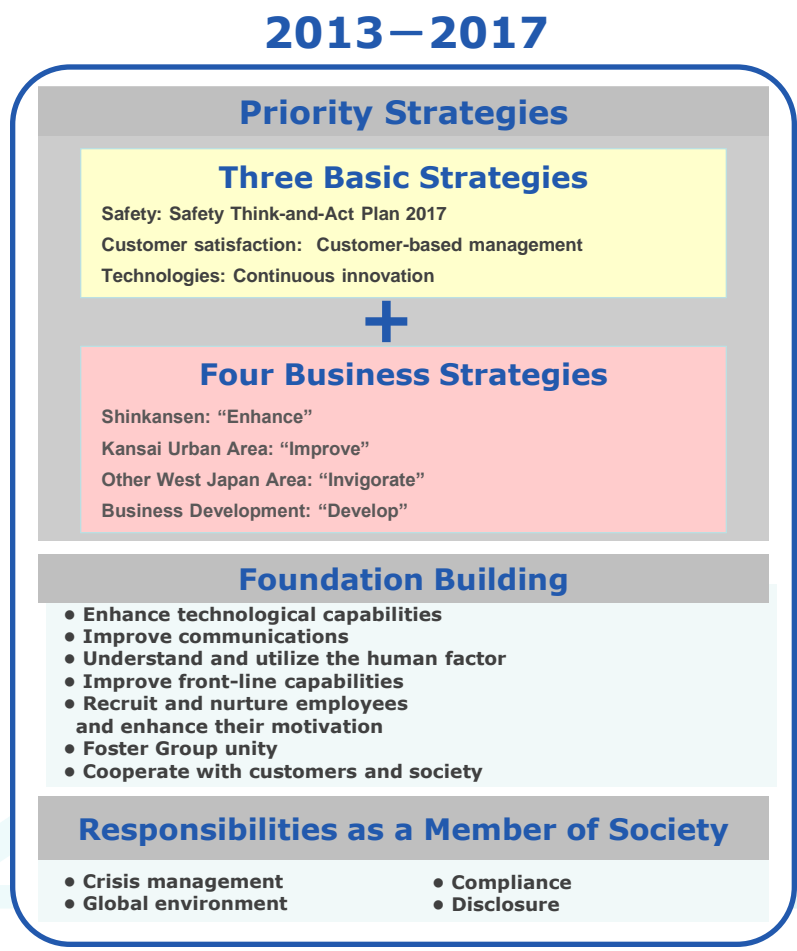 2013－2017
Priority Strategies
Three Basic Strategies
Safety: Safety Think-and-Act Plan 2017
Customer satisfaction: Customer-based management
Technologies: Continuous innovation
+
Four Business Strategies
Shinkansen: “Enhance”
Kansai Urban Area: “Improve”
Other West Japan Area: “Invigorate”
Business Development: “Develop”
Foundation Building
● Enhance technological capabilities
● Improve communications
● Understand and utilize the human factor
● Improve front-line capabilities
● Recruit and nurture employees
and enhance their motivation
● Foster Group unity
● Cooperate with customers and society
Responsibilities as a Member of Society
● Crisis management
● Global environment
● Compliance
● Disclosure